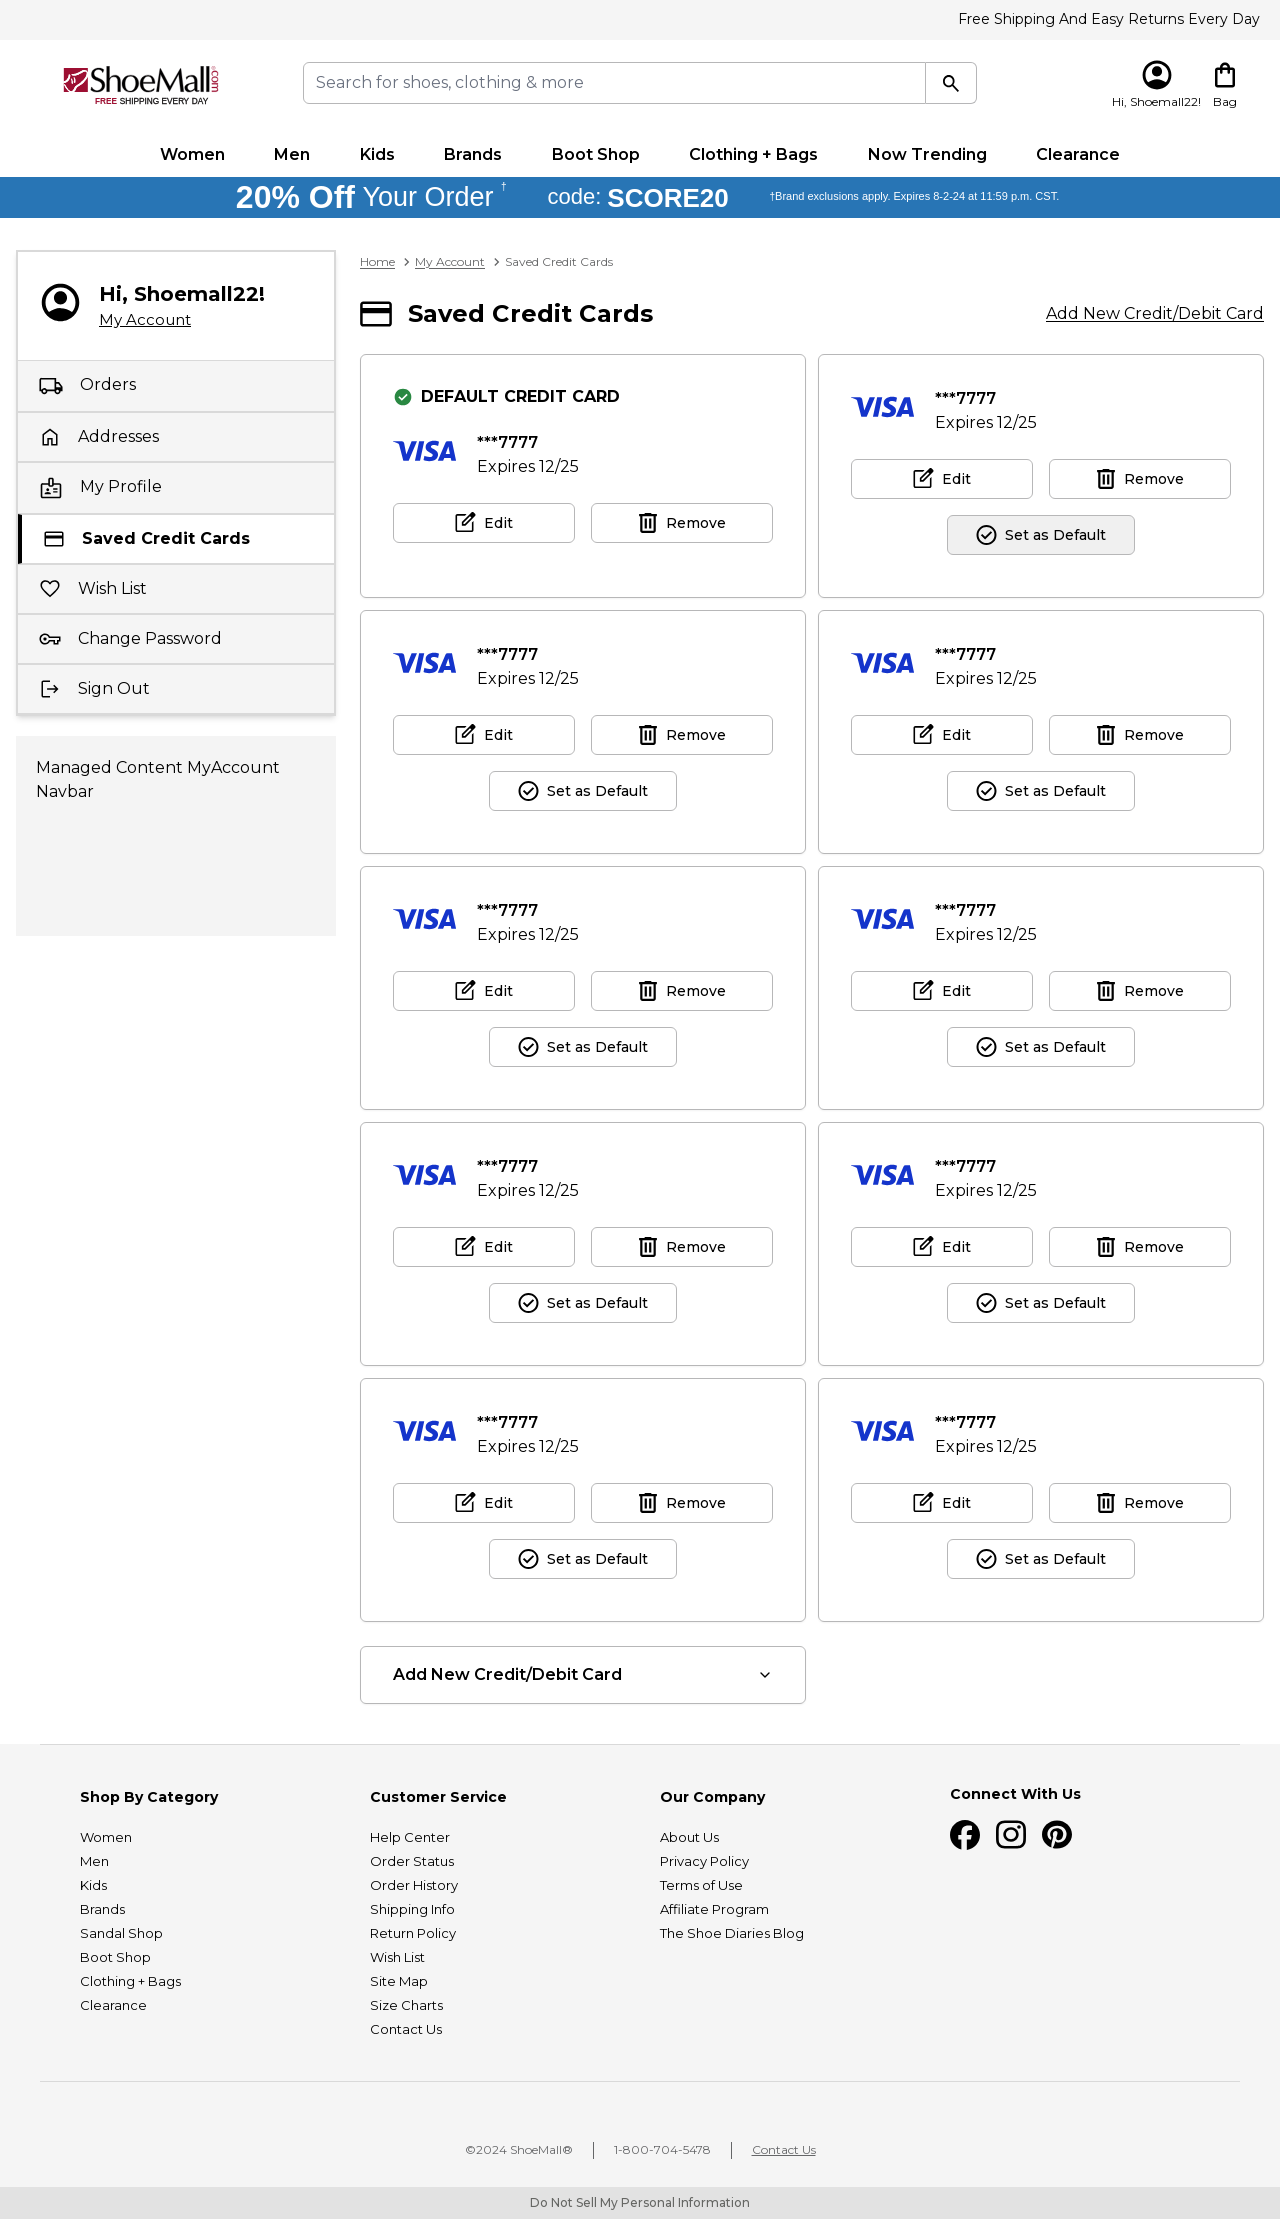 Free Shipping And Easy Returns Every Day
ShoeMall.com®
FREE SHIPPING EVERY DAY
Search for shoes, clothing & more
Hi, Shoemall22!
Bag
Women Men Kids Brands Boot Shop Clothing + Bags Now Trending Clearance
20% Off Your Order † code: SCORE20 †Brand exclusions apply. Expires 8-2-24 at 11:59 p.m. CST.
Hi, Shoemall22!
My Account
Orders
Addresses
My Profile
Saved Credit Cards
Wish List
Change Password
Sign Out
Managed Content MyAccount
Navbar
Home My Account Saved Credit Cards
Saved Credit Cards
Add New Credit/Debit Card
DEFAULT CREDIT CARD
VISA ***7777
Expires 12/25
Edit Remove
VISA ***7777
Expires 12/25
Edit Remove
Set as Default
VISA ***7777
Expires 12/25
Edit Remove
Set as Default
VISA ***7777
Expires 12/25
Edit Remove
Set as Default
VISA ***7777
Expires 12/25
Edit Remove
Set as Default
VISA ***7777
Expires 12/25
Edit Remove
Set as Default
VISA ***7777
Expires 12/25
Edit Remove
Set as Default
VISA ***7777
Expires 12/25
Edit Remove
Set as Default
VISA ***7777
Expires 12/25
Edit Remove
Set as Default
VISA ***7777
Expires 12/25
Edit Remove
Set as Default
Add New Credit/Debit Card
Shop By Category
Women
Men
Kids
Brands
Sandal Shop
Boot Shop
Clothing + Bags
Clearance
Customer Service
Help Center
Order Status
Order History
Shipping Info
Return Policy
Wish List
Site Map
Size Charts
Contact Us
Our Company
About Us
Privacy Policy
Terms of Use
Affiliate Program
The Shoe Diaries Blog
Connect With Us
©2024 ShoeMall® 1-800-704-5478 Contact Us
Do Not Sell My Personal Information